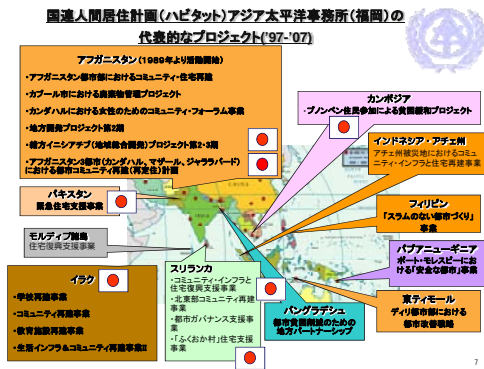 国連人間居住計画（ハビタット）アジア太平洋事務所（福岡）の
代表的なプロジェクト('97-'07)
アフガニスタン（1989年より活動開始）
・アフガニスタン都市部におけるコミュニティ・住宅再建
・カブール市における廃棄物管理プロジェクト
・カンダハルにおける女性のためのコミュニティ・フォーラム事業
・地方開発プロジェクト第2期
・緒方イニシアチブ（地域総合開発）プロジェクト第2・3期
・アフガニスタン3都市（カンダハル、マザール、ジャララバード）
における都市コミュニティ再建（再定住）計画
カンボジア
・プノンペン住民参加による貧困緩和プロジェクト
インドネシア・アチェ州
アチェ州被災地におけるコミュ
ニティ・インフラと住宅再建事業
パキスタン
緊急住宅支援事業
フィリピン
「スラムのない都市づくり」
事業
モルディブ諸島
住宅復興支援事業
パプアニューギニア
ポート・モレスビーにお
ける「安全な都市」事業
スリランカ
・コミュニティ・インフラと
住宅復興支援事業
・北東部コミュニティ再建
事業
・都市ガバナンス支援事
業
・「ふくおか村」住宅支援
事業
イラク
・学校再建事業
・コミュニティ再建事業
・教育施設再建事業
・生活インフラ＆コミュニティ再建事業II
バングラデシュ
都市貧困削減のための
地方パートナーシップ
東ティモール
ディリ都市部における
都市改善戦略
7